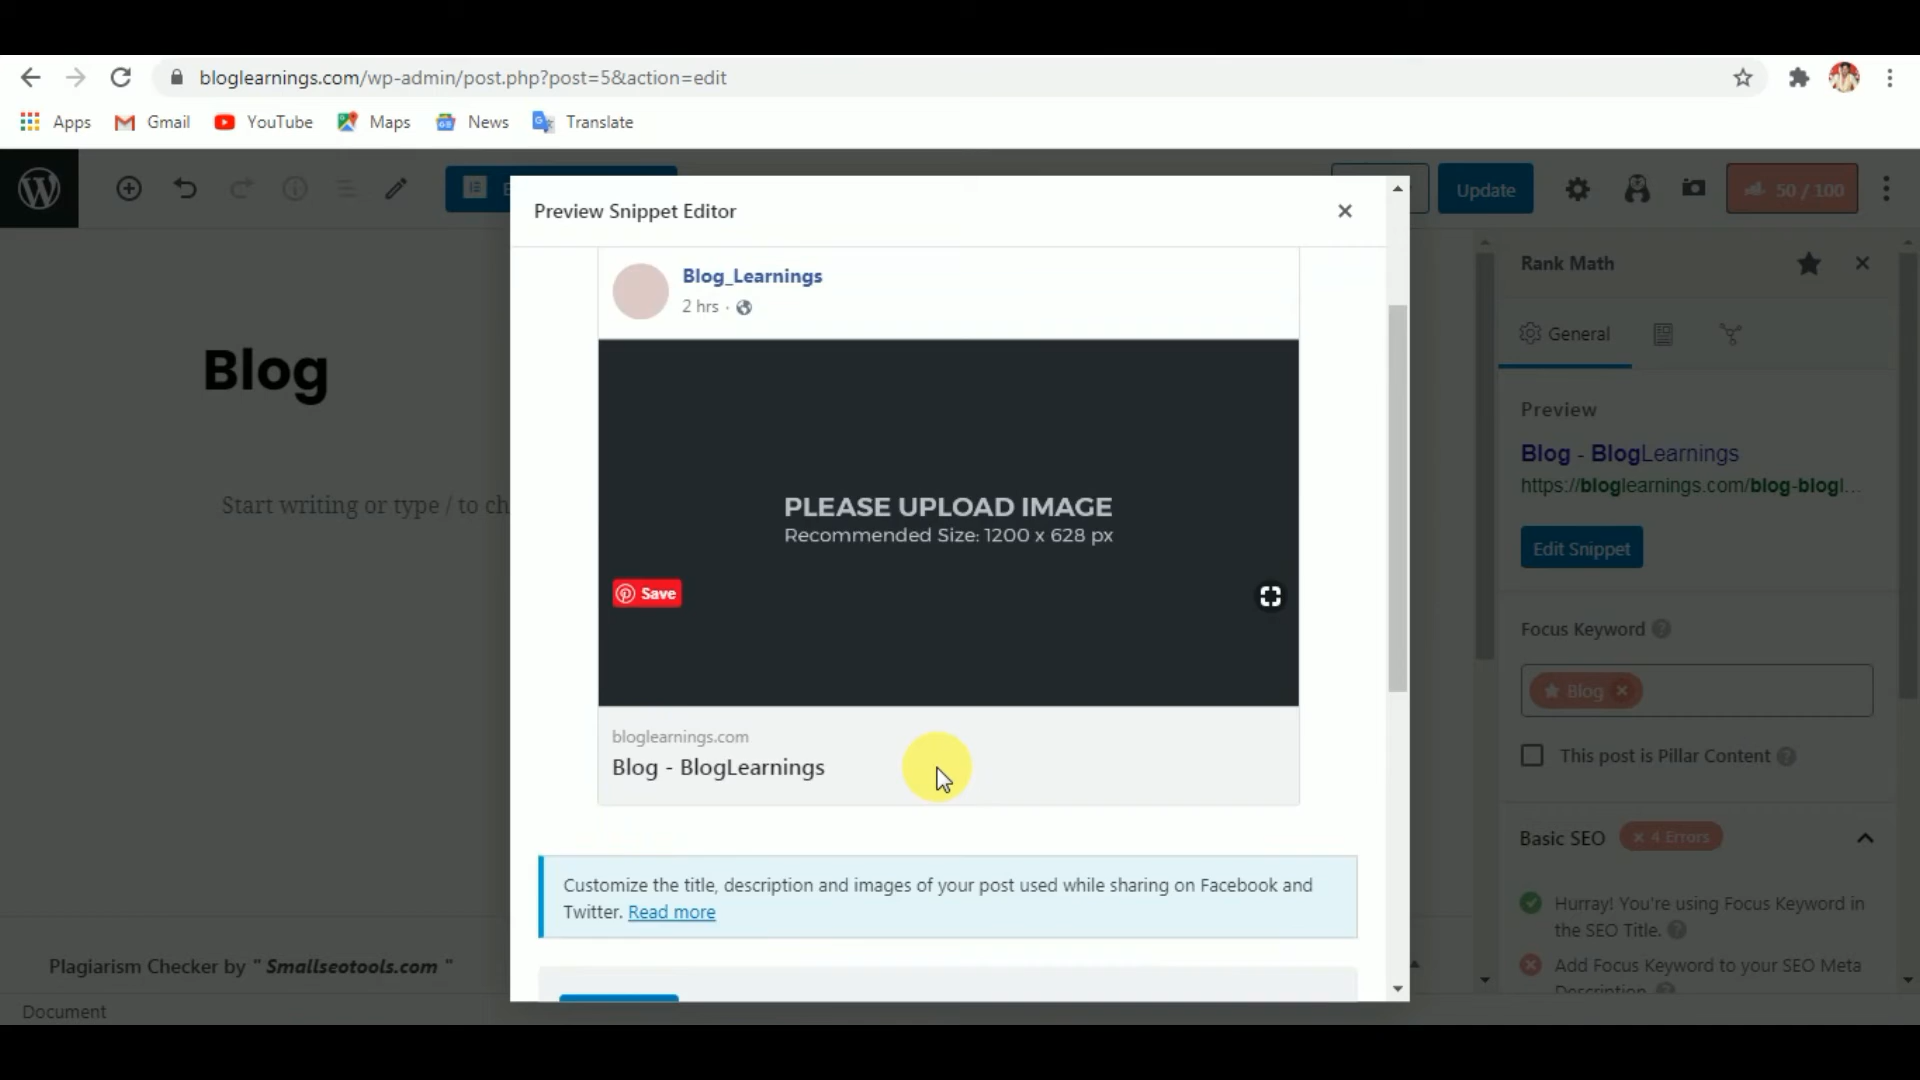 bloglearnings.com/wp-admin/post.php?post=5&action=edit
Apps
Gmail
YouTube
Maps
News
Translate
Update
50 / 100
Preview Snippet Editor
Blog_Learnings
2 hrs ·
PLEASE UPLOAD IMAGE
Recommended Size: 1200 x 628 px
Save
bloglearnings.com
Blog - BlogLearnings
Customize the title, description and images of your post used while sharing on Facebook and
Twitter. Read more
Blog
Start writing or type / to ch
Plagiarism Checker by " Smallseotools.com "
Document
Rank Math
General
Preview
Blog - BlogLearnings
https://bloglearnings.com/blog-blogl...
Edit Snippet
Focus Keyword
Blog
This post is Pillar Content
Basic SEO
4 Errors
Hurray! You're using Focus Keyword in
the SEO Title.
Add Focus Keyword to your SEO Meta
Description.